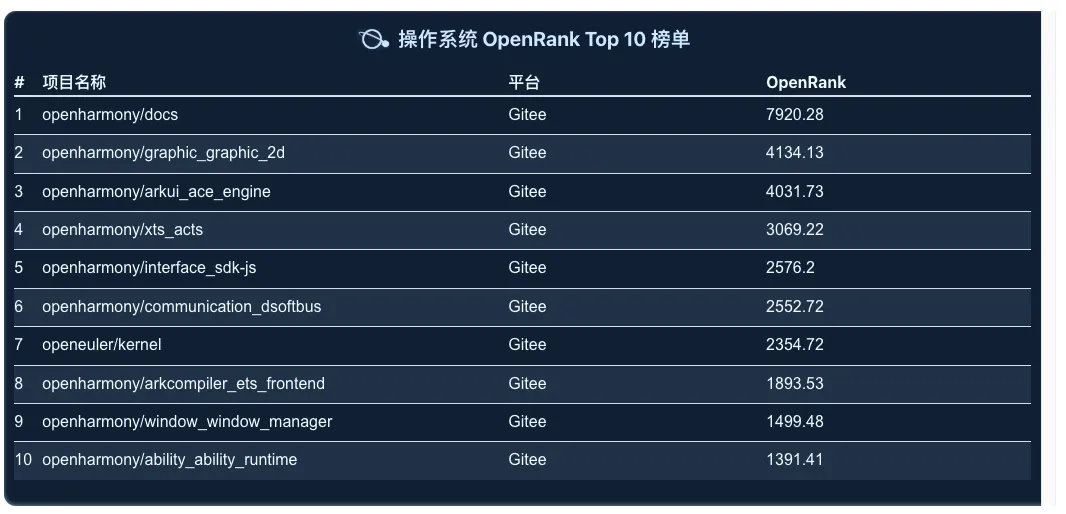 操作系统 OpenRank Top 10 榜单
# 项目名称 平台 OpenRank
1 openharmony/docs Gitee 7920.28
2 openharmony/graphic_graphic_2d Gitee 4134.13
3 openharmony/arkui_ace_engine Gitee 4031.73
4 openharmony/xts_acts Gitee 3069.22
5 openharmony/interface_sdk-js Gitee 2576.2
6 openharmony/communication_dsoftbus Gitee 2552.72
7 openeuler/kernel Gitee 2354.72
8 openharmony/arkcompiler_ets_frontend Gitee 1893.53
9 openharmony/window_window_manager Gitee 1499.48
10 openharmony/ability_ability_runtime Gitee 1391.41